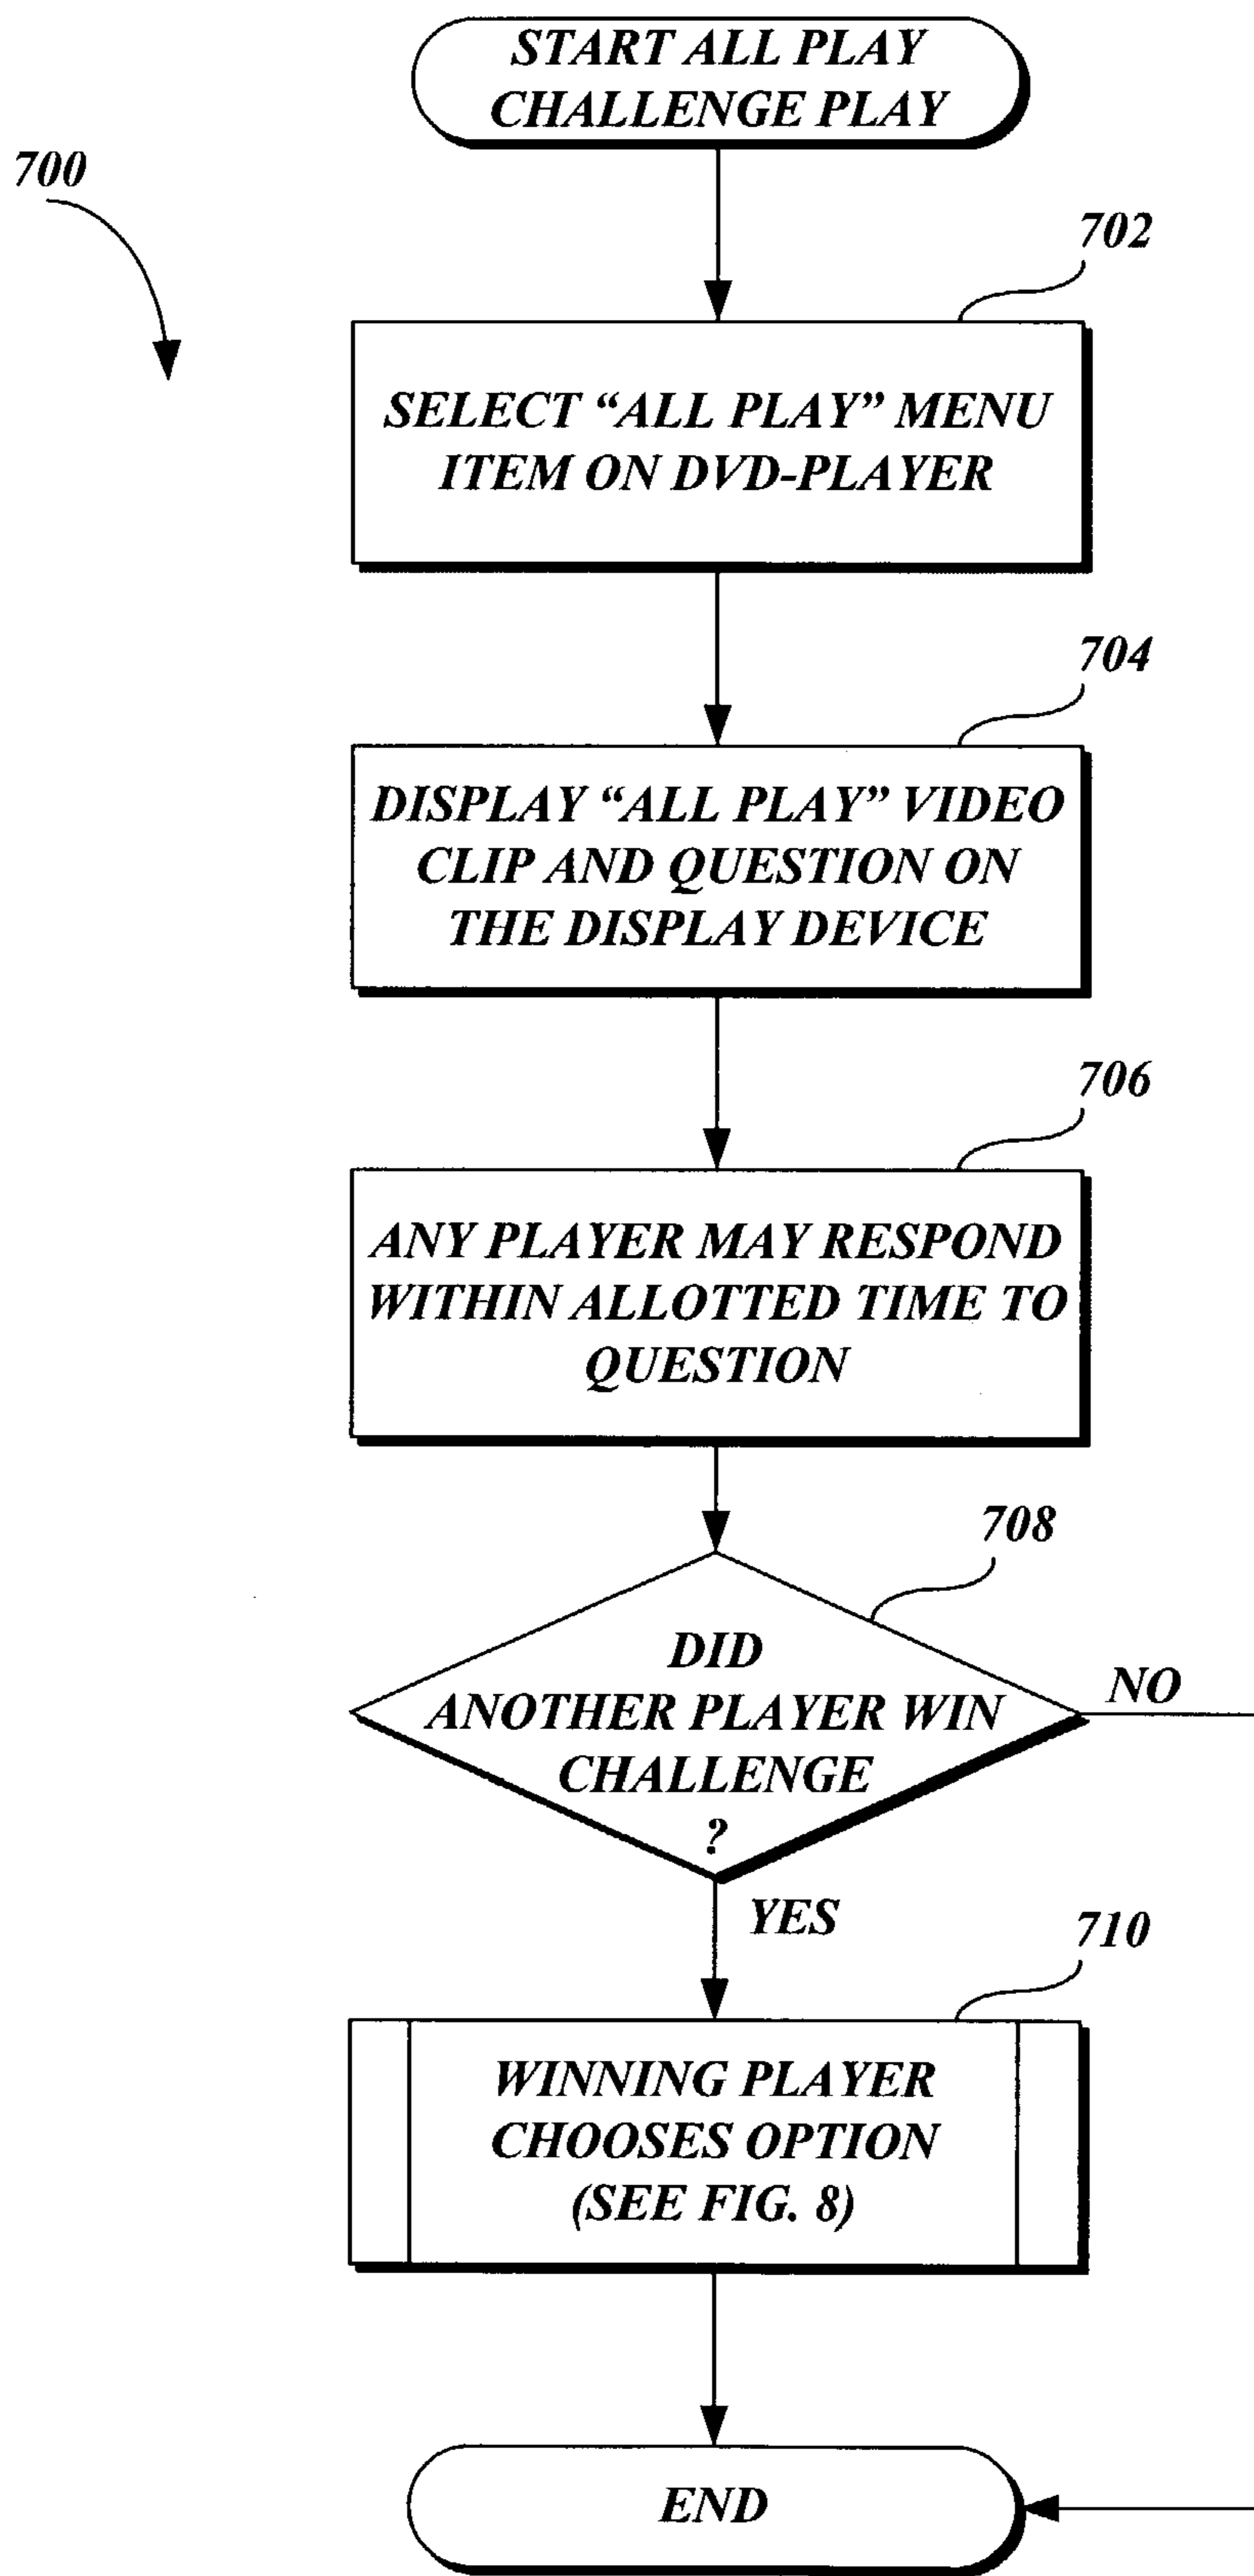 START ALL PLAY
CHALLENGE PLAY
700
702
SELECT “ALL PLAY” MENU
ITEM ON DVD-PLAYER
704
DISPLAY “ALL PLAY” VIDEO
CLIP AND QUESTION ON
THE DISPLAY DEVICE
706
ANY PLAYER MAY RESPOND
WITHIN ALLOTTED TIME TO
QUESTION
708
DID
ANOTHER PLAYER WIN
CHALLENGE
?
NO
YES
710
WINNING PLAYER
CHOOSES OPTION
(SEE FIG. 8)
END